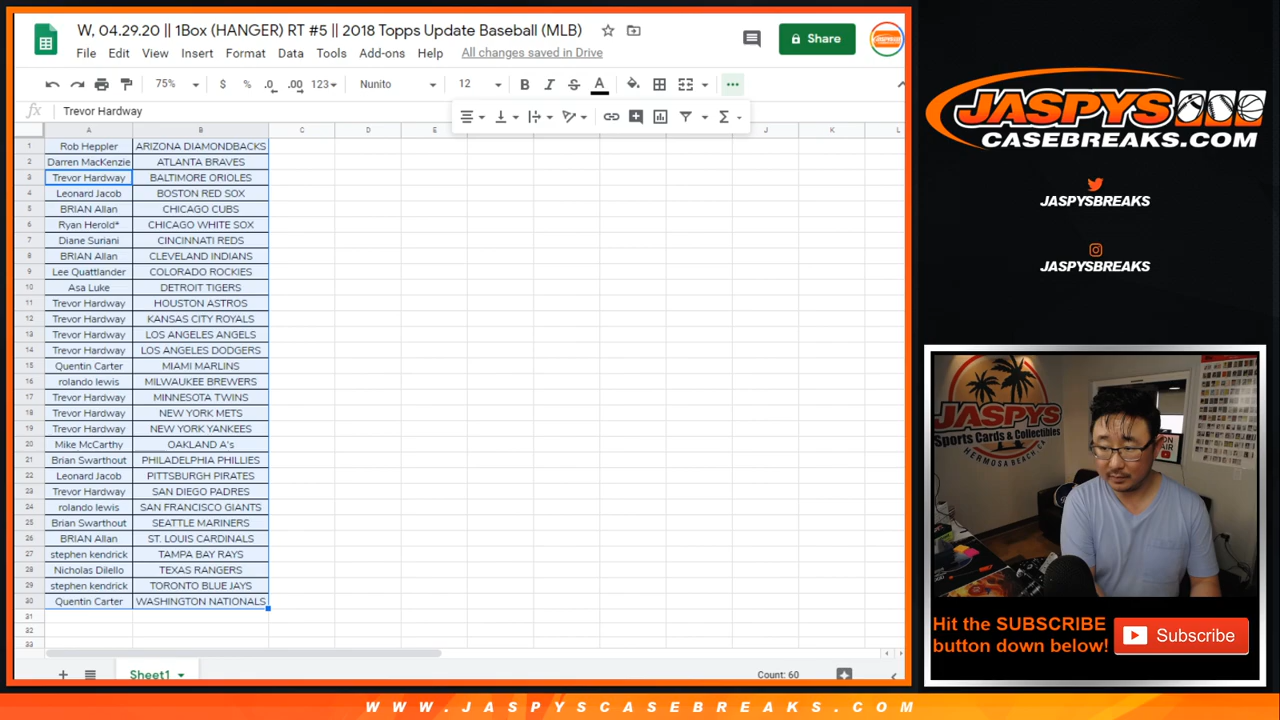 W, 04.29.20 || 1Box (HANGER) RT #5 || 2018 Topps Update Baseball (MLB)
File Edit View Insert Format Data Tools Add-ons Help All changes saved in Drive
Share
75% $ % .0 .00 123 Nunito 12 B I S A
fx Trevor Hardway
A B C D E J K L
1 Rob Heppler ARIZONA DIAMONDBACKS
2 Darren MacKenzie ATLANTA BRAVES
3 Trevor Hardway BALTIMORE ORIOLES
4 Leonard Jacob BOSTON RED SOX
5 BRIAN Allan CHICAGO CUBS
6 Ryan Herold* CHICAGO WHITE SOX
7 Diane Suriani CINCINNATI REDS
8 BRIAN Allan CLEVELAND INDIANS
9 Lee Quattlander COLORADO ROCKIES
10 Asa Luke DETROIT TIGERS
11 Trevor Hardway HOUSTON ASTROS
12 Trevor Hardway KANSAS CITY ROYALS
13 Trevor Hardway LOS ANGELES ANGELS
14 Trevor Hardway LOS ANGELES DODGERS
15 Quentin Carter MIAMI MARLINS
16 rolando lewis MILWAUKEE BREWERS
17 Trevor Hardway MINNESOTA TWINS
18 Trevor Hardway NEW YORK METS
19 Trevor Hardway NEW YORK YANKEES
20 Mike McCarthy OAKLAND A's
21 Brian Swarthout PHILADELPHIA PHILLIES
22 Leonard Jacob PITTSBURGH PIRATES
23 Trevor Hardway SAN DIEGO PADRES
24 rolando lewis SAN FRANCISCO GIANTS
25 Brian Swarthout SEATTLE MARINERS
26 BRIAN Allan ST. LOUIS CARDINALS
27 stephen kendrick TAMPA BAY RAYS
28 Nicholas Dilello TEXAS RANGERS
29 stephen kendrick TORONTO BLUE JAYS
30 Quentin Carter WASHINGTON NATIONALS
31
32
33
Sheet1
Count: 60
JASPYS
CASEBREAKS.COM
JASPYSBREAKS
JASPYSBREAKS
JASPYS
Sports Cards & Collectibles
HERMOSA BEACH, CA
ON
AIR
Hit the SUBSCRIBE
button down below!
Subscribe
WWW.JASPYSCASEBREAKS.COM